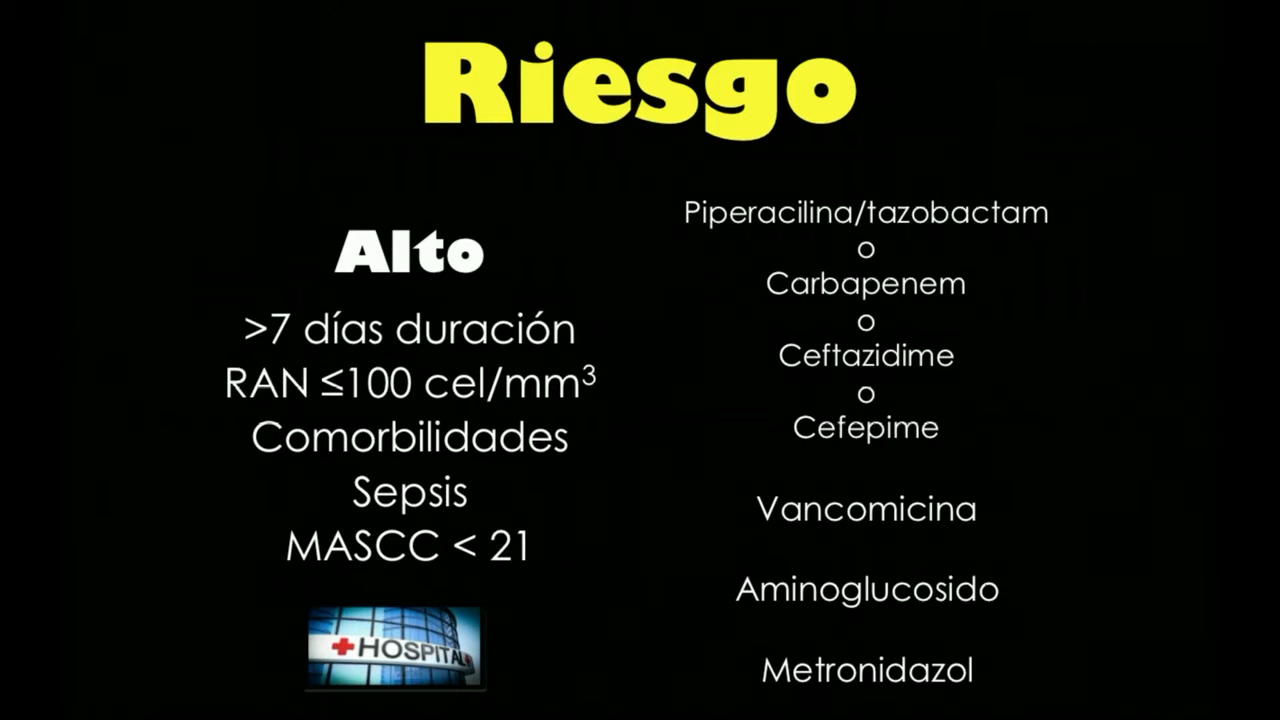 Riesgo
Alto
>7 días duración
RAN ≤100 cel/mm³
Comorbilidades
Sepsis
MASCC < 21
HOSPITAL
Piperacilina/tazobactam
o
Carbapenem
o
Ceftazidime
o
Cefepime
Vancomicina
Aminoglucosido
Metronidazol